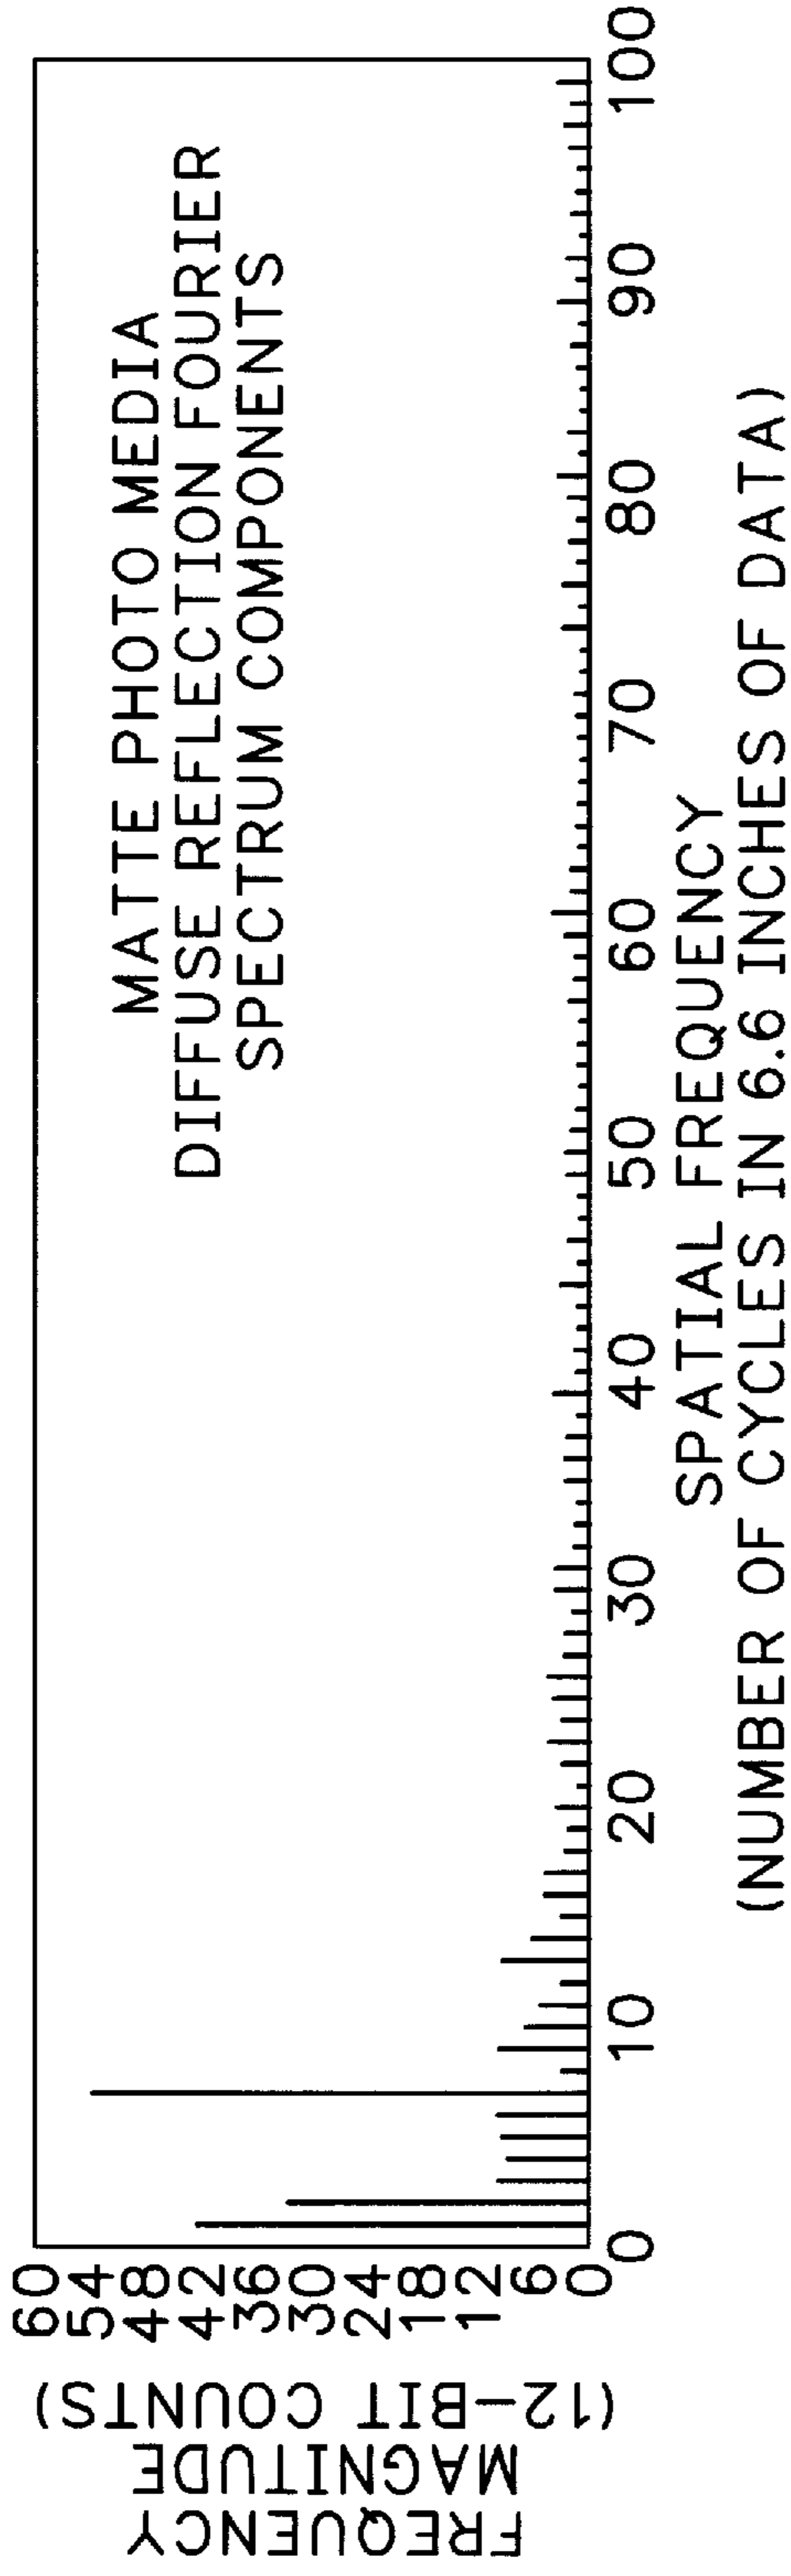 MATTE PHOTO MEDIA
DIFFUSE REFLECTION FOURIER
SPECTRUM COMPONENTS
FREQUENCY
MAGNITUDE
(12-BIT COUNTS)
60
54
48
42
36
30
24
18
12
6
0
0 10 20 30 40 50 60 70 80 90 100
SPATIAL FREQUENCY
(NUMBER OF CYCLES IN 6.6 INCHES OF DATA)